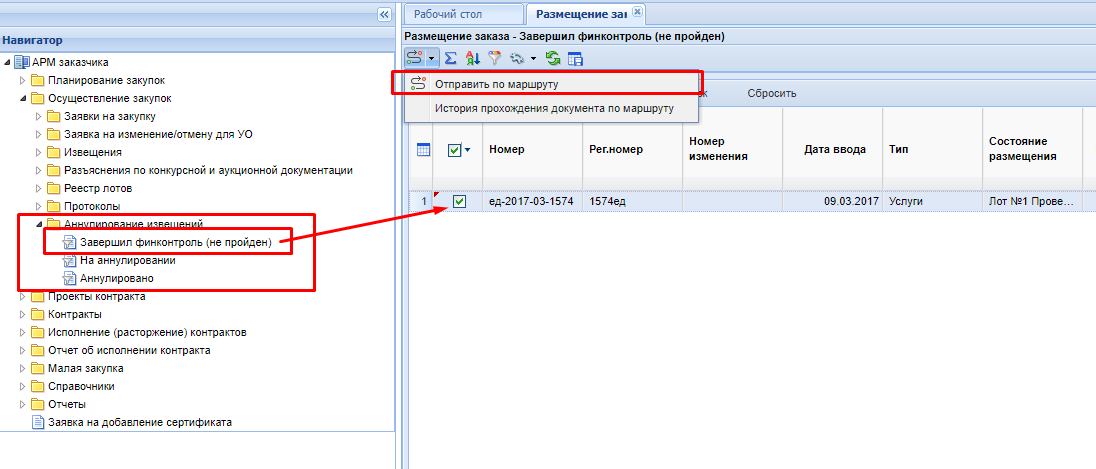 Навигатор
АРМ заказчика
Планирование закупок
Осуществление закупок
Заявки на закупку
Заявка на изменение/отмену для УО
Извещения
Разъяснения по конкурсной и аукционной документации
Реестр лотов
Протоколы
Аннулирование извещений
Завершил финконтроль (не пройден)
На аннулировании
Аннулировано
Проекты контракта
Контракты
Исполнение (расторжение) контрактов
Отчет об исполнении контракта
Малая закупка
Справочники
Отчеты
Заявка на добавление сертификата
Рабочий стол
Размещение зак
Размещение заказа - Завершил финконтроль (не пройден)
Отправить по маршруту
История прохождения документа по маршруту
Сбросить
Номер
Рег.номер
Номер изменения
Дата ввода
Тип
Состояние размещения
1
ед-2017-03-1574
1574ед
09.03.2017
Услуги
Лот №1 Прове...